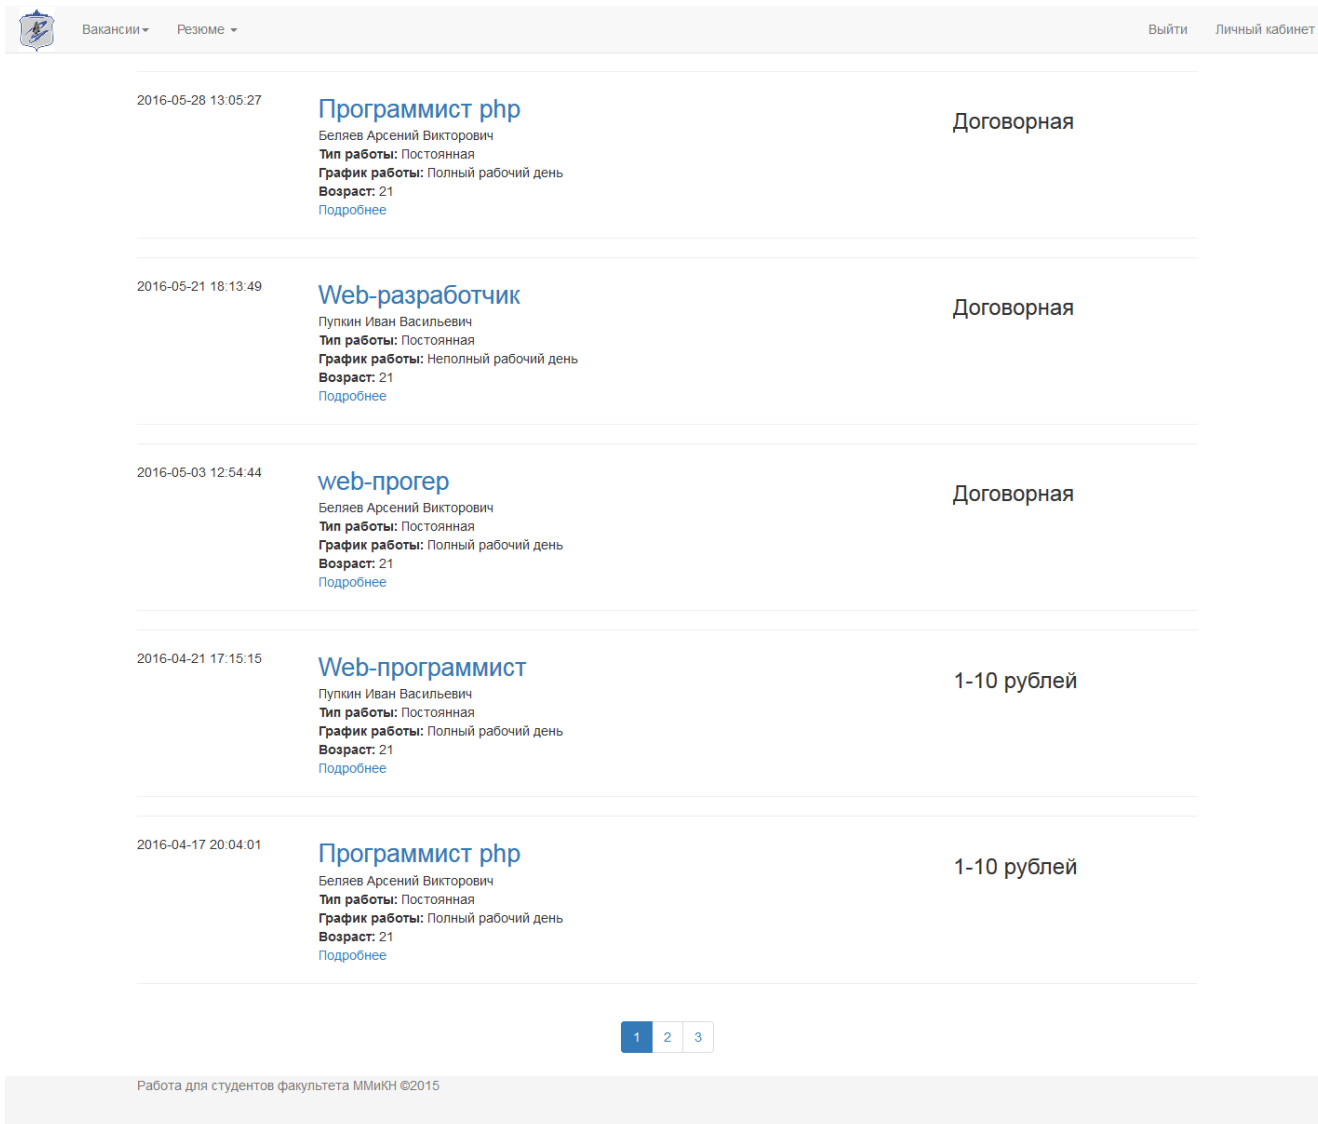 Вакансии
Резюме
Выйти
Личный кабинет
2016-05-28 13:05:27
Программист php
Договорная
Беляев Арсений Викторович
Тип работы: Постоянная
График работы: Полный рабочий день
Возраст: 21
Подробнее
2016-05-21 18:13:49
Web-разработчик
Договорная
Пупкин Иван Васильевич
Тип работы: Постоянная
График работы: Неполный рабочий день
Возраст: 21
Подробнее
2016-05-03 12:54:44
web-прогер
Договорная
Беляев Арсений Викторович
Тип работы: Постоянная
График работы: Полный рабочий день
Возраст: 21
Подробнее
2016-04-21 17:15:15
Web-программист
1-10 рублей
Пупкин Иван Васильевич
Тип работы: Постоянная
График работы: Полный рабочий день
Возраст: 21
Подробнее
2016-04-17 20:04:01
Программист php
1-10 рублей
Беляев Арсений Викторович
Тип работы: Постоянная
График работы: Полный рабочий день
Возраст: 21
Подробнее
1 2 3
Работа для студентов факультета ММиКН ©2015